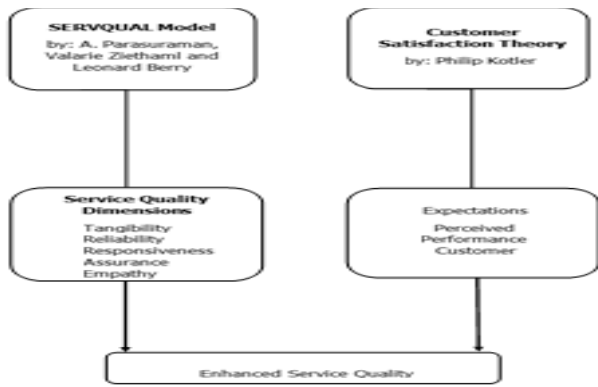 SERVQUAL Model
by: A. Parasuraman,
Valarie Ziethaml and
Leonard Berry
Customer
Satisfaction Theory
by: Philip Kotler
Service Quality
Dimensions
Tangibility
Reliability
Responsiveness
Assurance
Empathy
Expectations
Perceived
Performance
Customer
Enhanced Service Quality